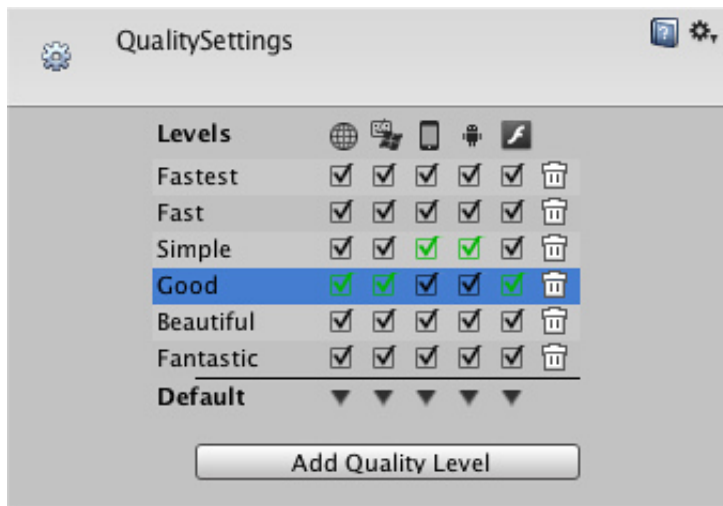 QualitySettings
Levels
Fastest
Fast
Simple
Good
Beautiful
Fantastic
Default
Add Quality Level